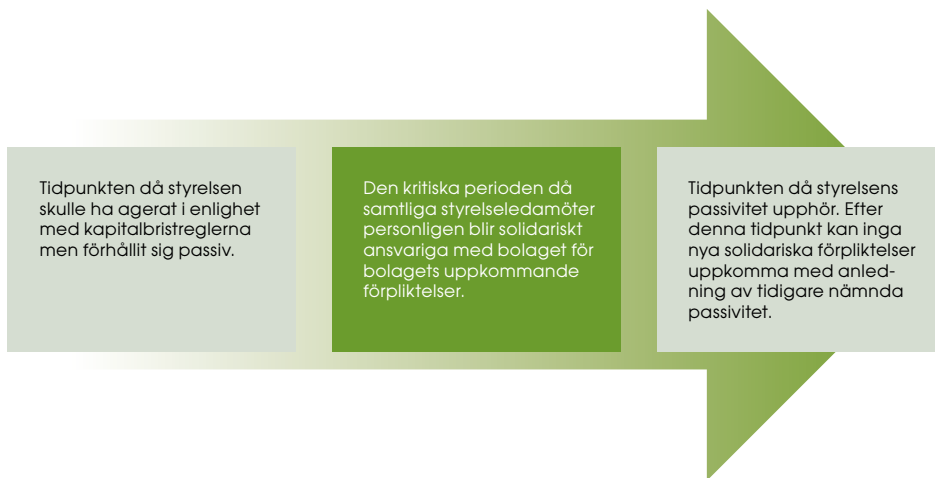 Tidpunkten då styrelsen
skulle ha agerat i enlighet
med kapitalbristreglerna
men förhållit sig passiv.
Den kritiska perioden då
samtliga styrelseledamöter
personligen blir solidariskt
ansvariga med bolaget för
bolagets uppkommande
förpliktelser.
Tidpunkten då styrelsens
passivitet upphör. Efter
denna tidpunkt kan inga
nya solidariska förpliktelser
uppkomma med anled-
ning av tidigare nämnda
passivitet.